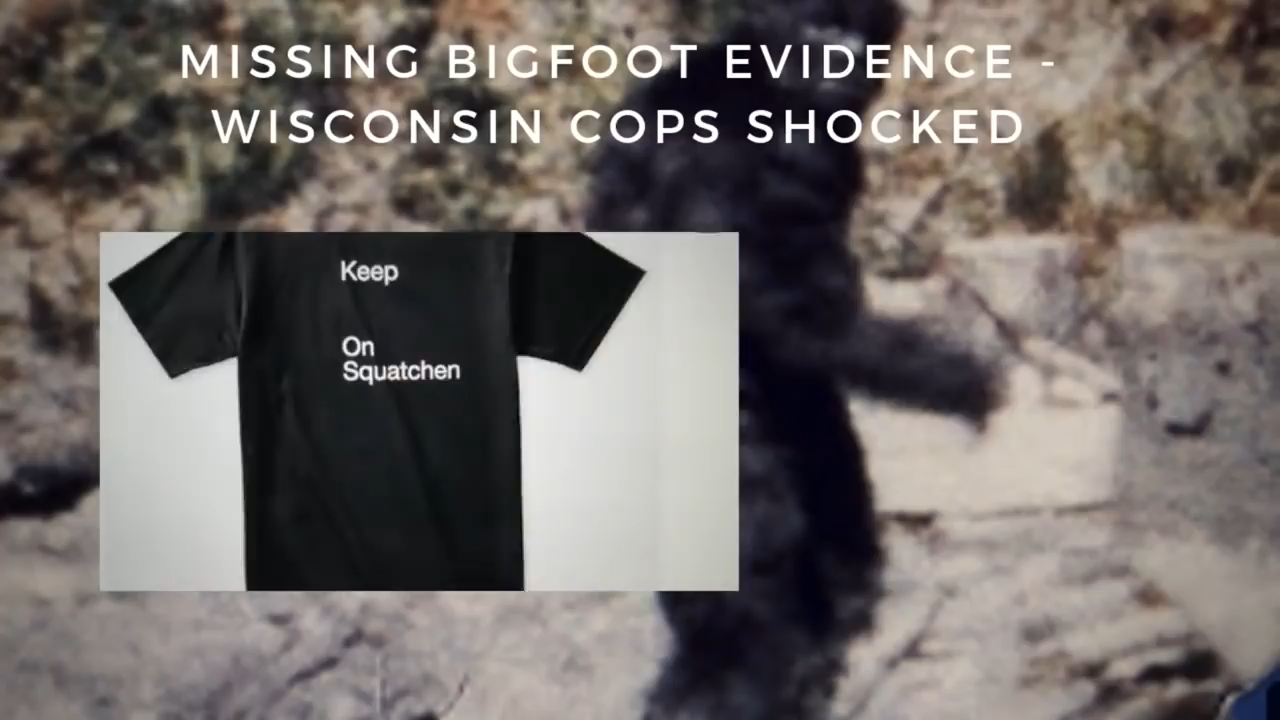 MISSING BIGFOOT EVIDENCE -
WISCONSIN COPS SHOCKED
Keep
On
Squatchen